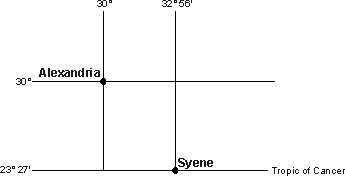 30° 32° 56'
Alexandria
30°
Syene
23° 27' Tropic of Cancer